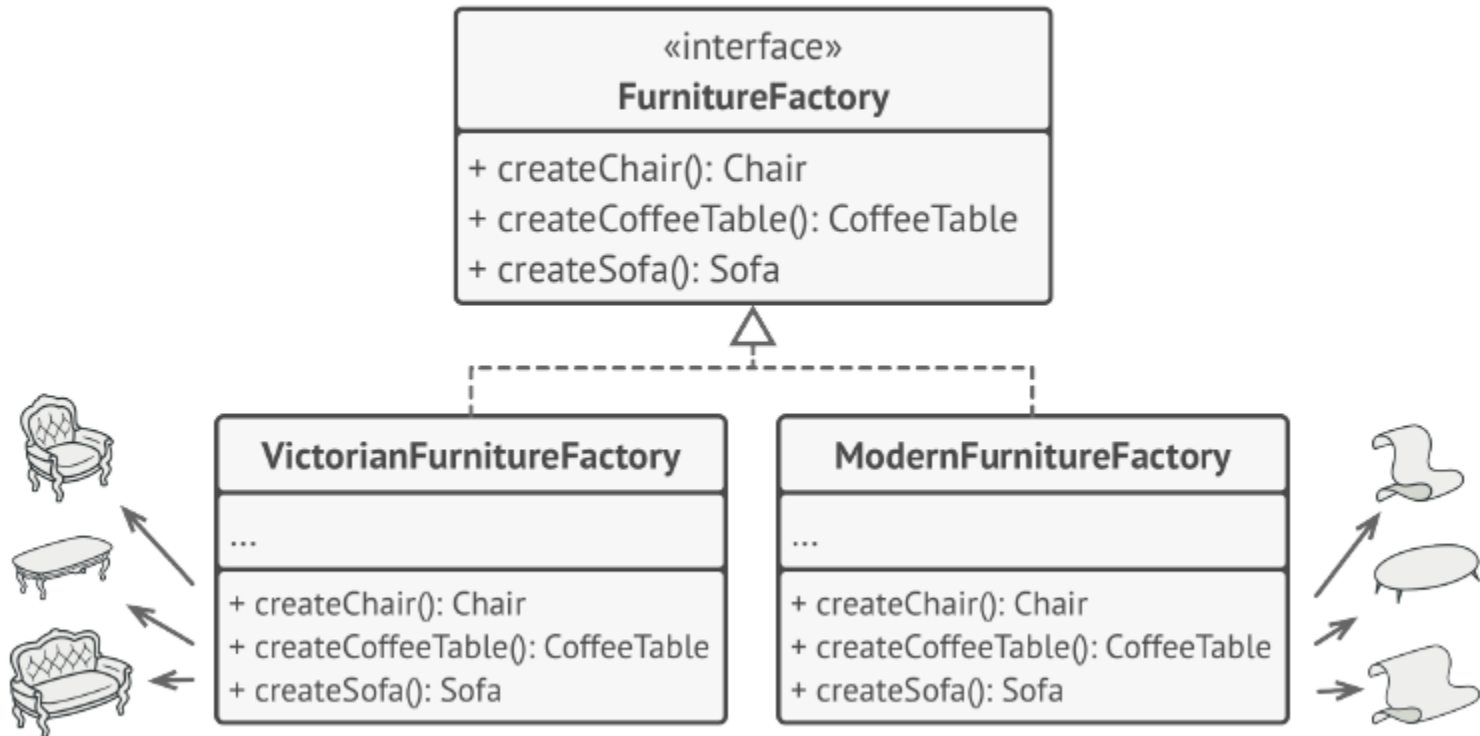 «interface»
FurnitureFactory
+ createChair(): Chair
+ createCoffeeTable(): CoffeeTable
+ createSofa(): Sofa
VictorianFurnitureFactory
...
+ createChair(): Chair
+ createCoffeeTable(): CoffeeTable
+ createSofa(): Sofa
ModernFurnitureFactory
...
+ createChair(): Chair
+ createCoffeeTable(): CoffeeTable
+ createSofa(): Sofa